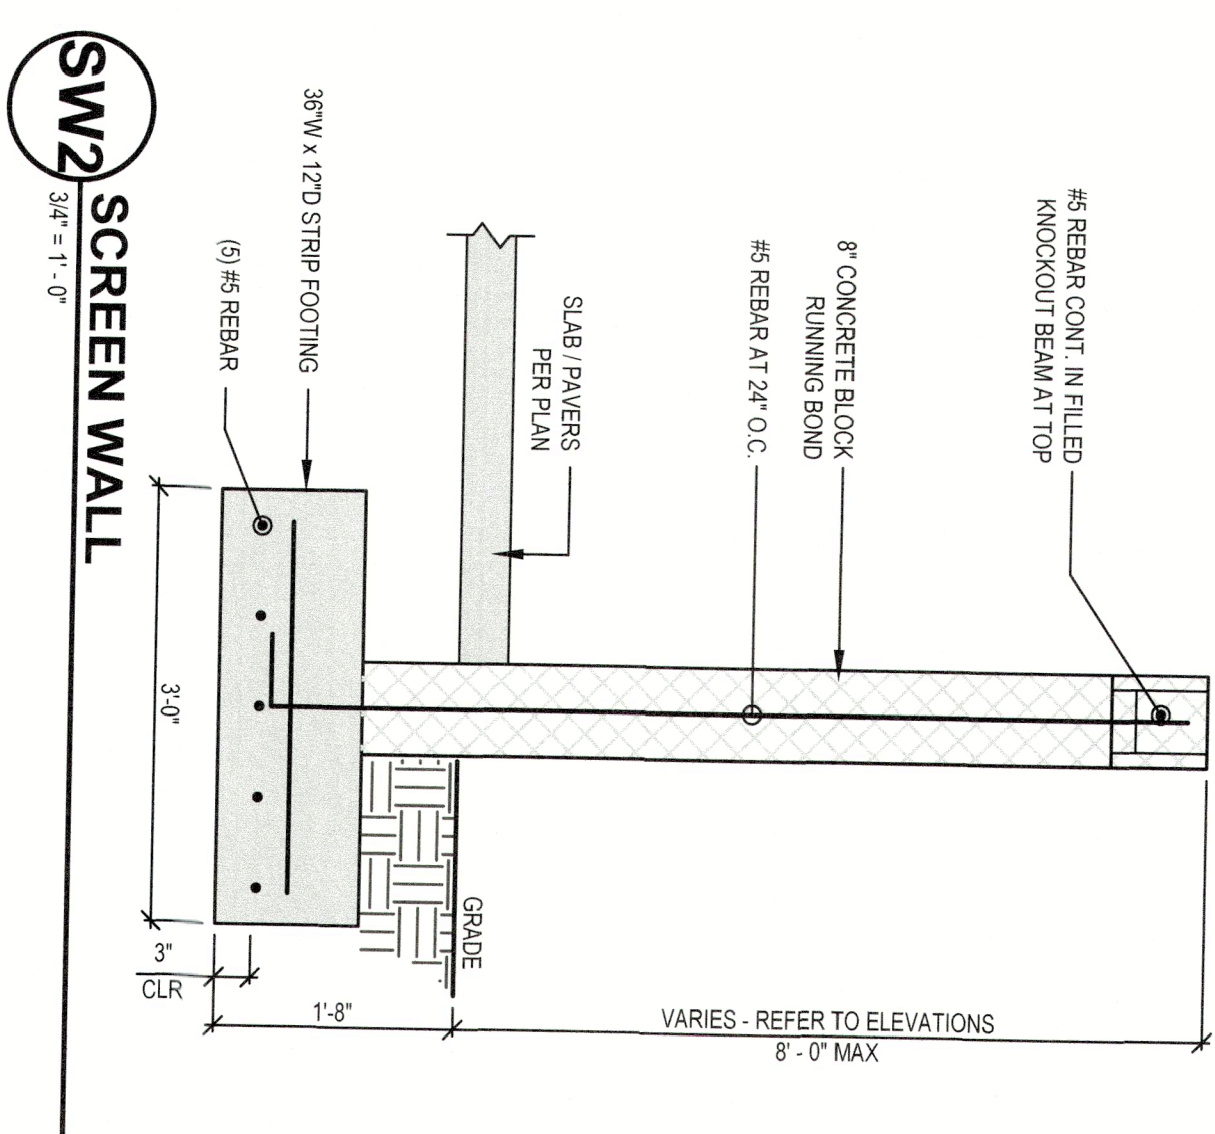 #5 REBAR CONT. IN FILLED
KNOCKOUT BEAM AT TOP
8" CONCRETE BLOCK
RUNNING BOND
#5 REBAR AT 24" O.C.
SLAB / PAVERS
PER PLAN
36"W x 12"D STRIP FOOTING
(5) #5 REBAR
VARIES - REFER TO ELEVATIONS
8' - 0" MAX
GRADE
1'-8"
3"
CLR
3'-0"
SW2
SCREEN WALL
3/4" = 1' - 0"